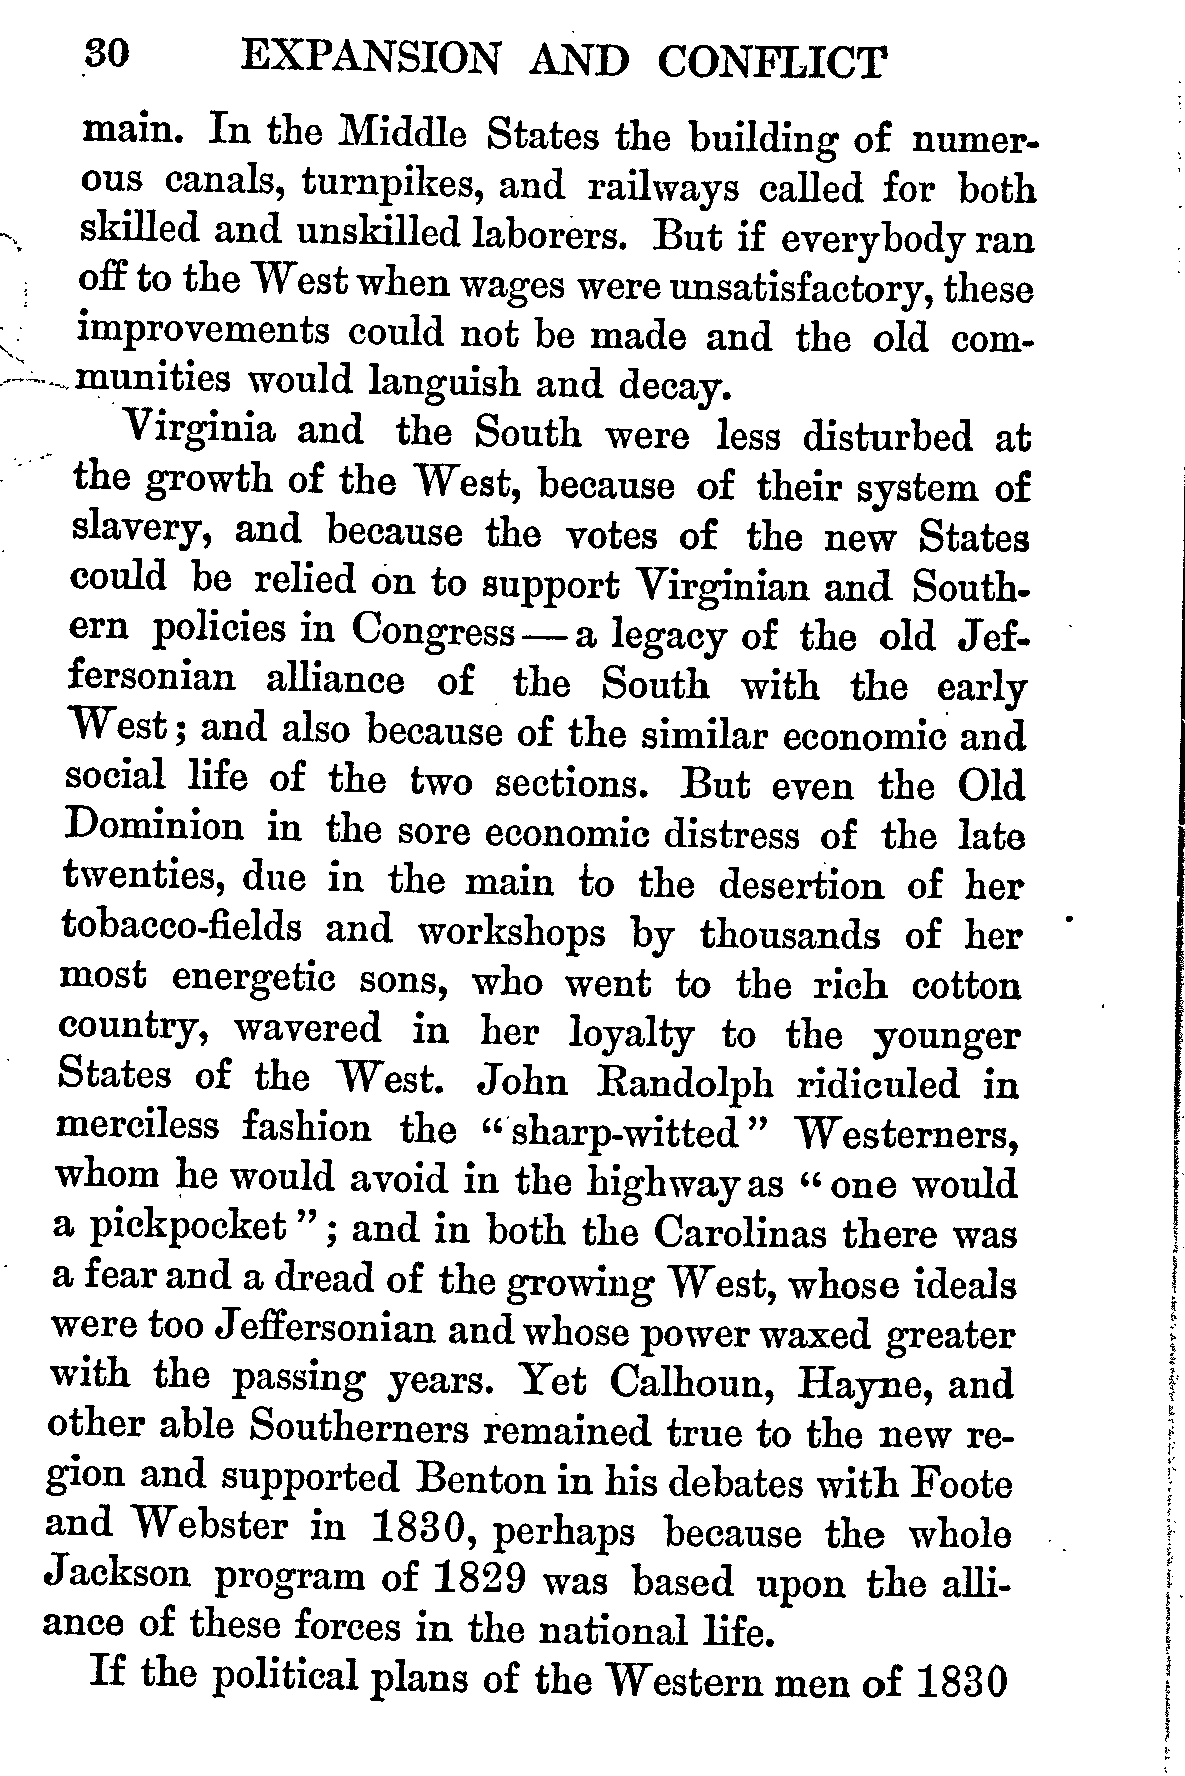 30 EXPANSION AND CONFLICT
main. In the Middle States the building of numer-
ous canals, turnpikes, and railways called for both
skilled and unskilled laborers. But if everybody ran
off to the West when wages were unsatisfactory, these
improvements could not be made and the old com-
munities would languish and decay.
Virginia and the South were less disturbed at
the growth of the West, because of their system of
slavery, and because the votes of the new States
could be relied on to support Virginian and South-
ern policies in Congress — a legacy of the old Jef-
fersonian alliance of the South with the early
West; and also because of the similar economic and
social life of the two sections. But even the Old
Dominion in the sore economic distress of the late
twenties, due in the main to the desertion of her
tobacco-fields and workshops by thousands of her
most energetic sons, who went to the rich cotton
country, wavered in her loyalty to the younger
States of the West. John Randolph ridiculed in
merciless fashion the “sharp-witted” Westerners,
whom he would avoid in the highway as “one would
a pickpocket”; and in both the Carolinas there was
a fear and a dread of the growing West, whose ideals
were too Jeffersonian and whose power waxed greater
with the passing years. Yet Calhoun, Hayne, and
other able Southerners remained true to the new re-
gion and supported Benton in his debates with Foote
and Webster in 1830, perhaps because the whole
Jackson program of 1829 was based upon the alli-
ance of these forces in the national life.
If the political plans of the Western men of 1830